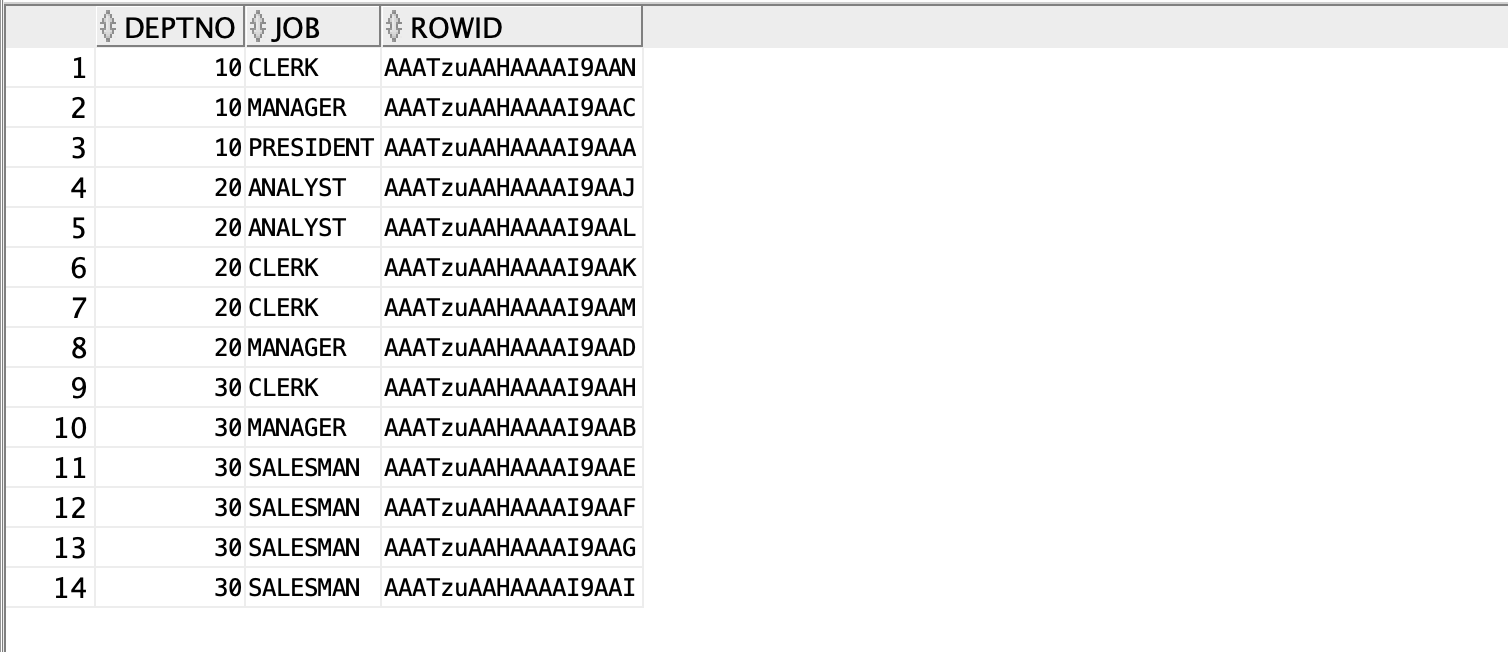 DEPTNO JOB ROWID
1 10 CLERK AAATzuAAHAAAAI9AAN
2 10 MANAGER AAATzuAAHAAAAI9AAC
3 10 PRESIDENT AAATzuAAHAAAAI9AAA
4 20 ANALYST AAATzuAAHAAAAI9AAJ
5 20 ANALYST AAATzuAAHAAAAI9AAL
6 20 CLERK AAATzuAAHAAAAI9AAK
7 20 CLERK AAATzuAAHAAAAI9AAM
8 20 MANAGER AAATzuAAHAAAAI9AAD
9 30 CLERK AAATzuAAHAAAAI9AAH
10 30 MANAGER AAATzuAAHAAAAI9AAB
11 30 SALESMAN AAATzuAAHAAAAI9AAE
12 30 SALESMAN AAATzuAAHAAAAI9AAF
13 30 SALESMAN AAATzuAAHAAAAI9AAG
14 30 SALESMAN AAATzuAAHAAAAI9AAI